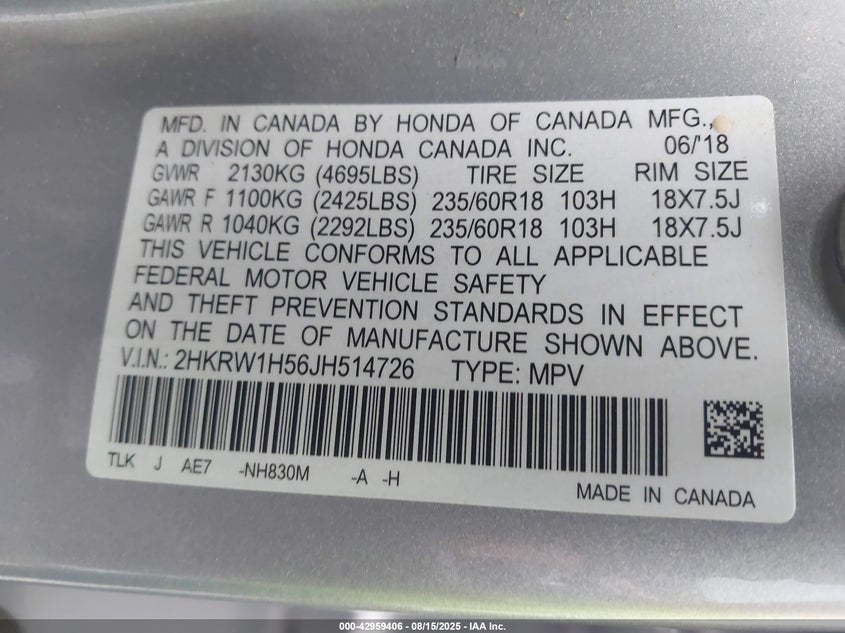 MFD. IN CANADA BY HONDA OF CANADA MFG.,
A DIVISION OF HONDA CANADA INC. 06/'18
GVWR 2130KG (4695LBS) TIRE SIZE RIM SIZE
GAWR F 1100KG (2425LBS) 235/60R18 103H 18X7.5J
GAWR R 1040KG (2292LBS) 235/60R18 103H 18X7.5J
THIS VEHICLE CONFORMS TO ALL APPLICABLE
FEDERAL MOTOR VEHICLE SAFETY
AND THEFT PREVENTION STANDARDS IN EFFECT
ON THE DATE OF MANUFACTURE SHOWN ABOVE.
V.I.N.: 2HKRW1H56JH514726 TYPE: MPV
TLK J AE7 -NH830M -A -H
MADE IN CANADA
000-42959406 - 08/15/2025 - IAA Inc.